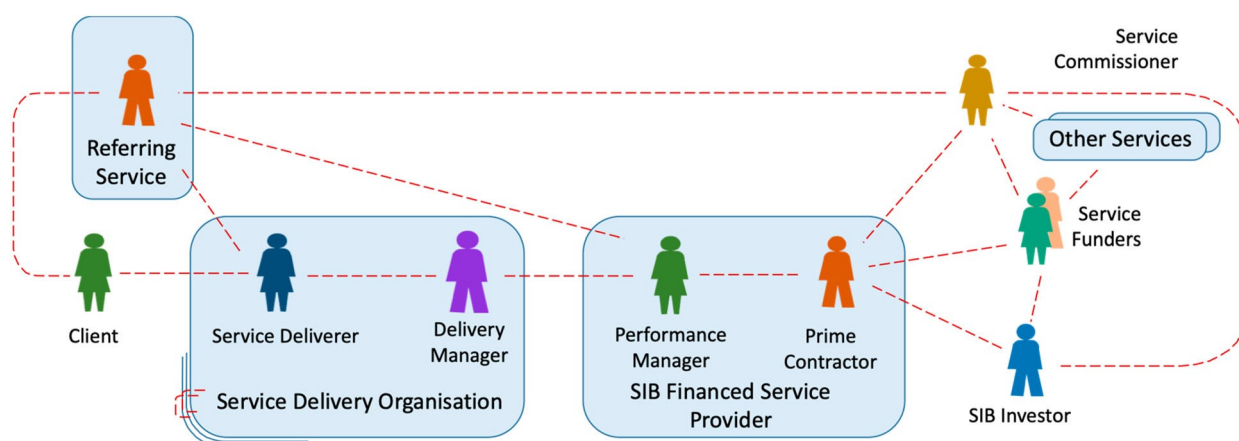 Service
Commissioner
Other Services
Referring
Service
Service
Funders
Client
Service Deliverer
Delivery
Manager
Performance
Manager
Prime
Contractor
Service Delivery Organisation
SIB Financed Service
Provider
SIB Investor